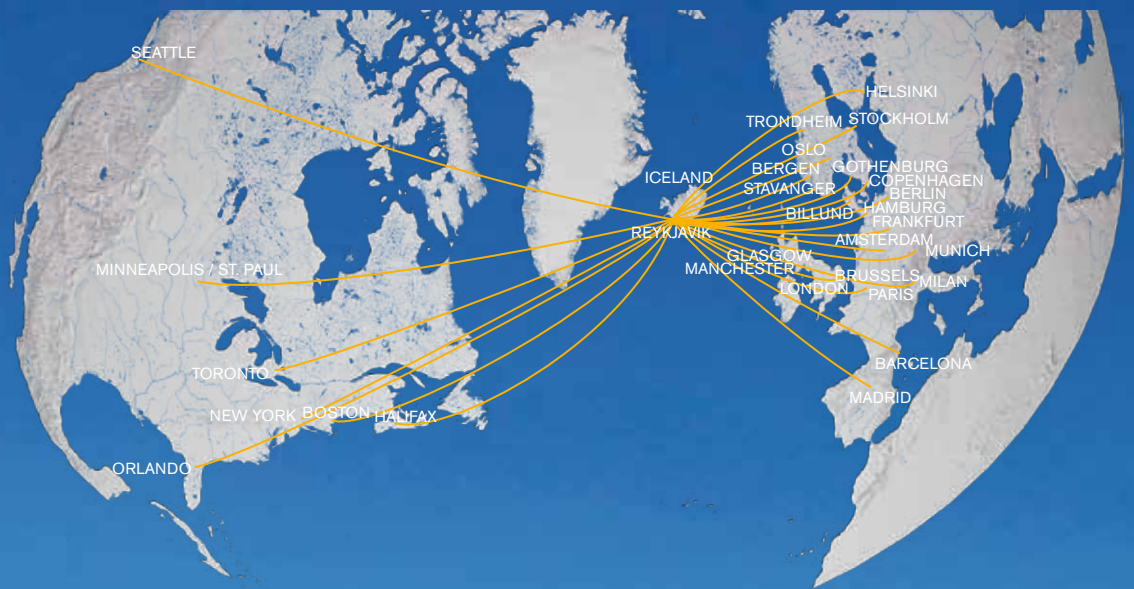 SEATTLE
HELSINKI
TRONDHEIM
STOCKHOLM
OSLO
BERGEN
GOTHENBURG
ICELAND
STAVANGER
COPENHAGEN
BERLIN
BILLUND
HAMBURG
FRANKFURT
REYKJAVIK
AMSTERDAM
MUNICH
GLASGOW
MINNEAPOLIS / ST. PAUL
MANCHESTER
BRUSSELS
MILAN
LONDON
PARIS
BARCELONA
TORONTO
MADRID
NEW YORK
BOSTON
HALIFAX
ORLANDO